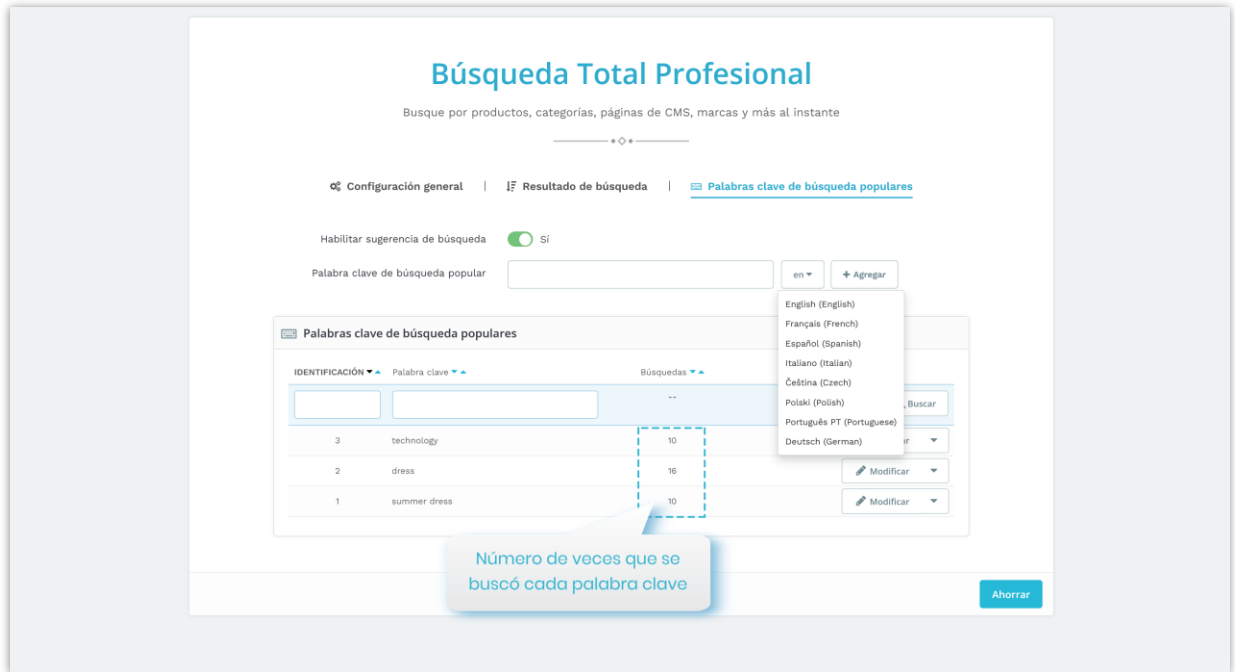 Búsqueda Total Profesional
Busque por productos, categorías, páginas de CMS, marcas y más al instante
Configuración general | Resultado de búsqueda | Palabras clave de búsqueda populares
Habilitar sugerencia de búsqueda Sí
Palabra clave de búsqueda popular en + Agregar
English (English)
Français (French)
Español (Spanish)
Italiano (Italian)
Čeština (Czech)
Polski (Polish)
Português PT (Portuguese)
Deutsch (German)
Palabras clave de búsqueda populares
IDENTIFICACIÓN Palabra clave Búsquedas
-- Buscar
3 technology 10
2 dress 16 Modificar
1 summer dress 10 Modificar
Número de veces que se
buscó cada palabra clave
Ahorrar